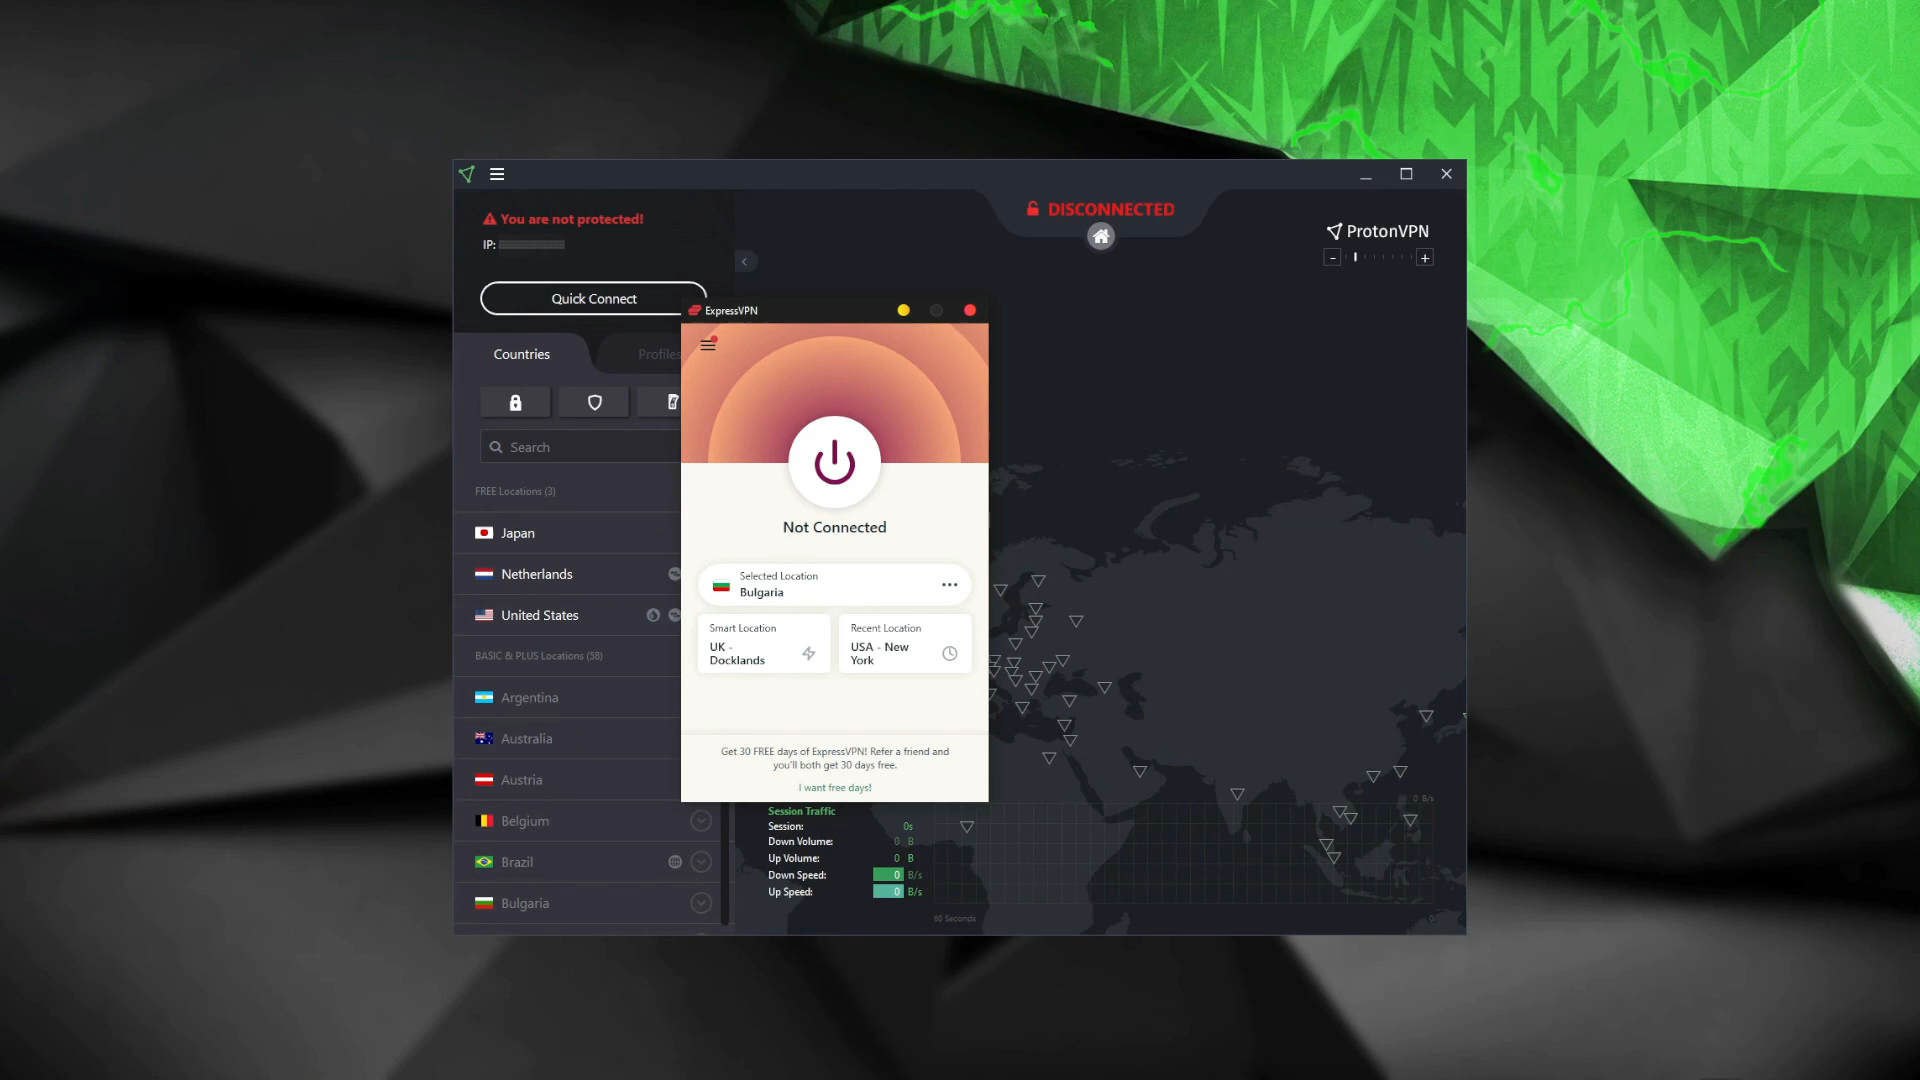 You are not protected!
IP:
DISCONNECTED
ProtonVPN
- +
Quick Connect
Countries
Profiles
Search
FREE Locations (3)
Japan
Netherlands
United States
BASIC & PLUS Locations (58)
Argentina
Australia
Austria
Belgium
Brazil
Bulgaria
ExpressVPN
Not Connected
Selected Location
Bulgaria
Smart Location
UK -
Docklands
Recent Location
USA - New
York
Get 30 FREE days of ExpressVPN! Refer a friend and
you'll both get 30 days free.
I want free days!
Session Traffic
Session: 0s
Down Volume: 0 B
Up Volume: 0 B
Down Speed: 0 B/s
Up Speed: 0 B/s
0 B/s
60 Seconds 0